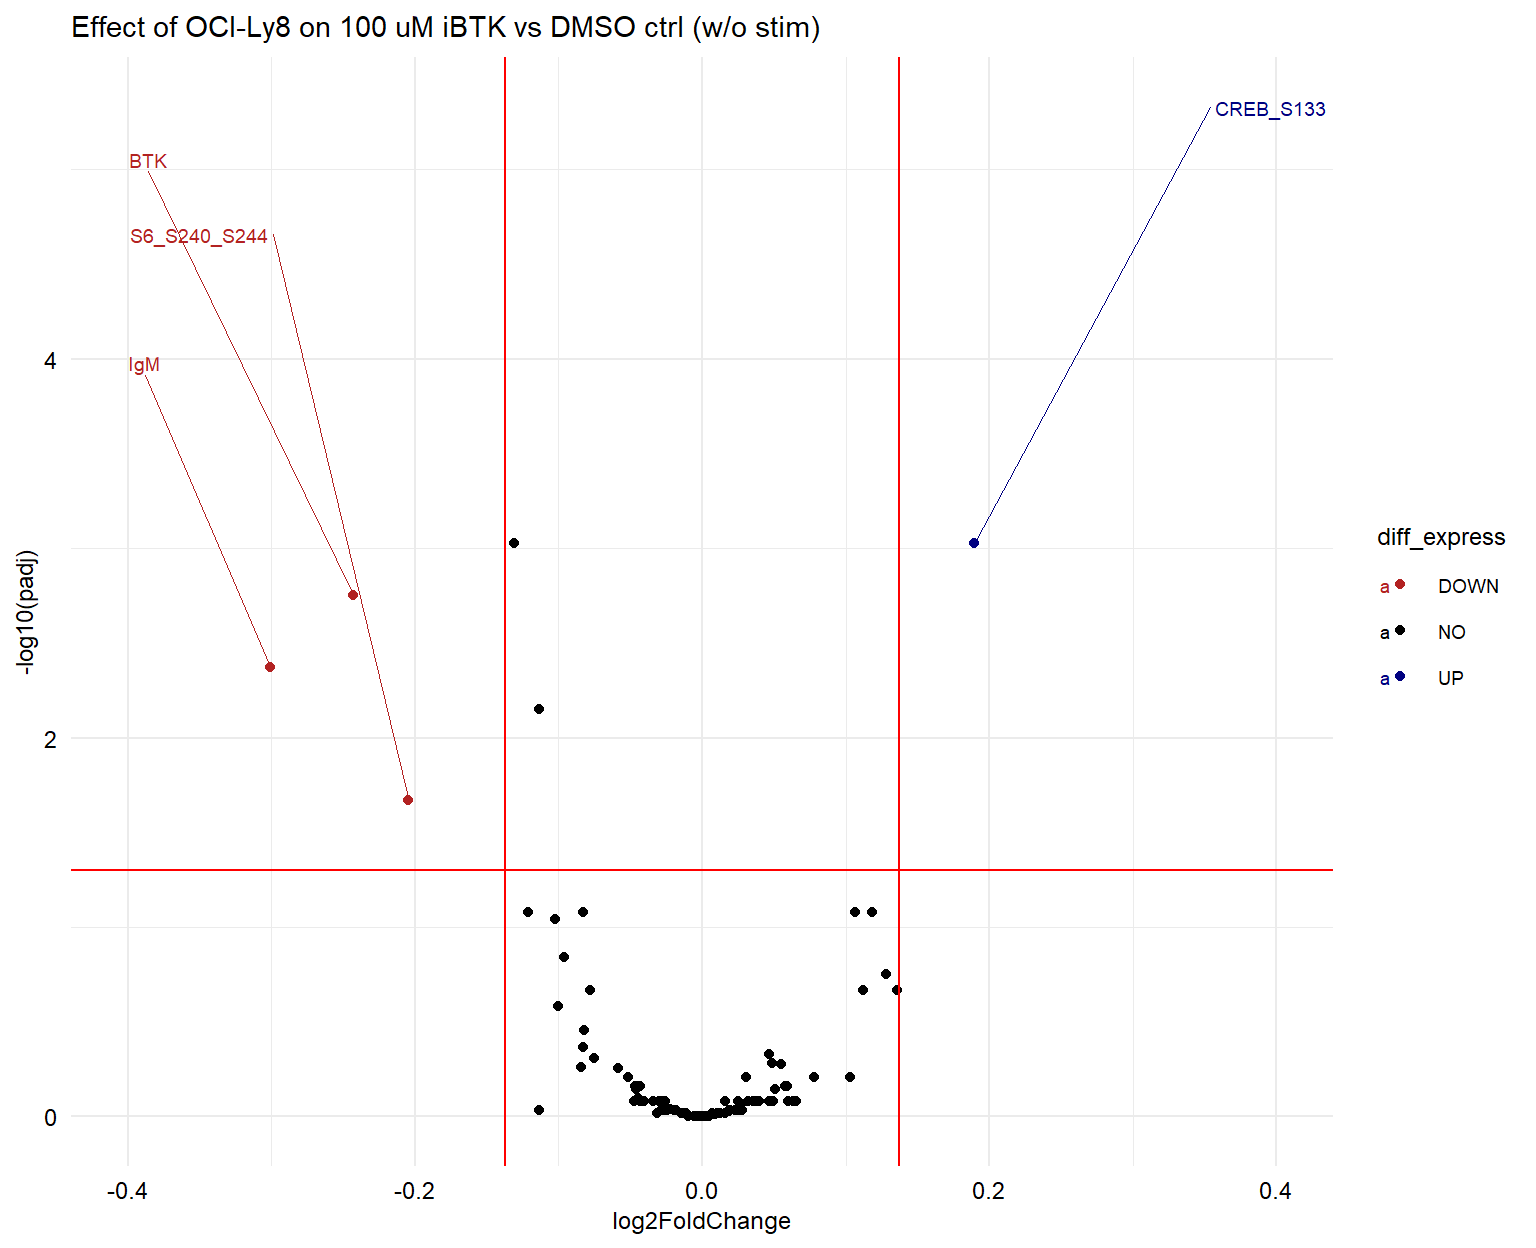 Effect of OCI-Ly8 on 100 uM iBTK vs DMSO ctrl (w/o stim)
CREB_S133
BTK
S6_S240_S244
IgM
4
2
0
-log10(padj)
-0.4
-0.2
0.0
0.2
0.4
log2FoldChange
diff_express
a DOWN
a NO
a UP